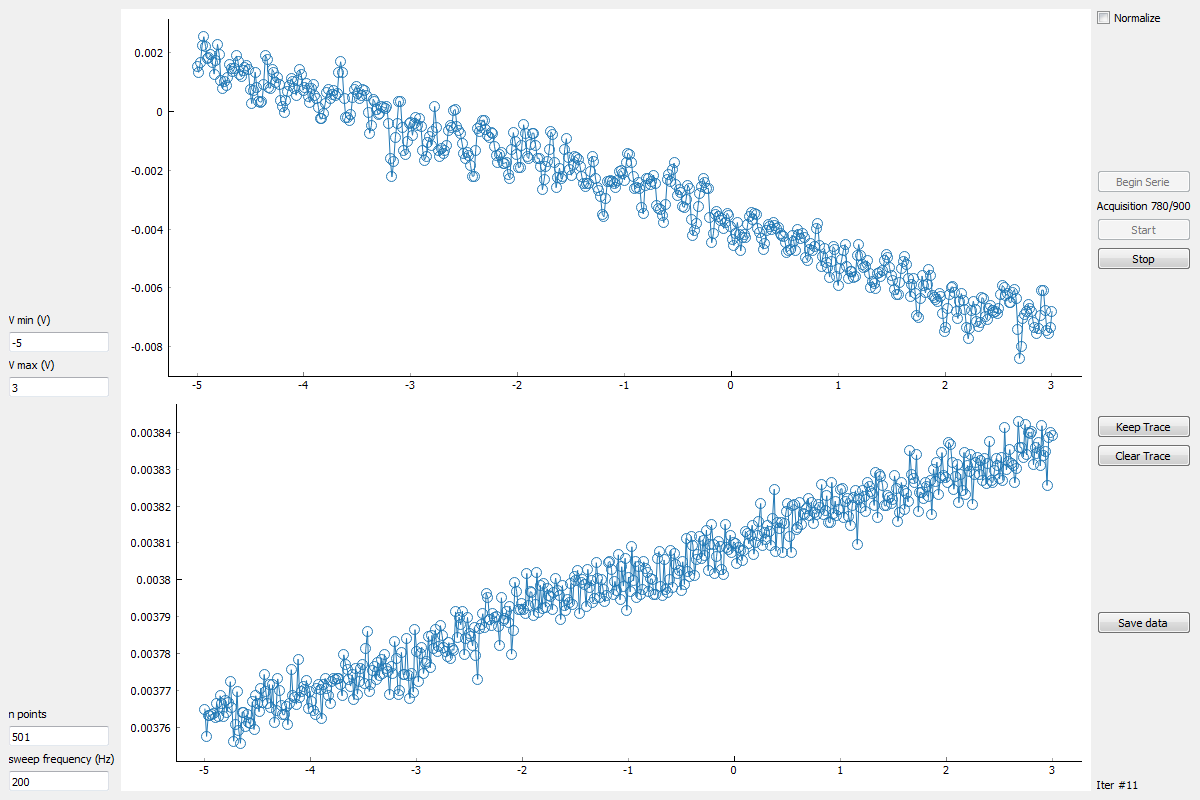 Normalize
0.002
0
-0.002
-0.004
-0.006
-0.008
-5 -4 -3 -2 -1 0 1 2 3
Begin Serie
Acquisition 780/900
Start
Stop
V min (V)
-5
V max (V)
3
0.00384
0.00383
0.00382
0.00381
0.0038
0.00379
0.00378
0.00377
0.00376
-5 -4 -3 -2 -1 0 1 2 3
Keep Trace
Clear Trace
Save data
n points
501
sweep frequency (Hz)
200
Iter #11